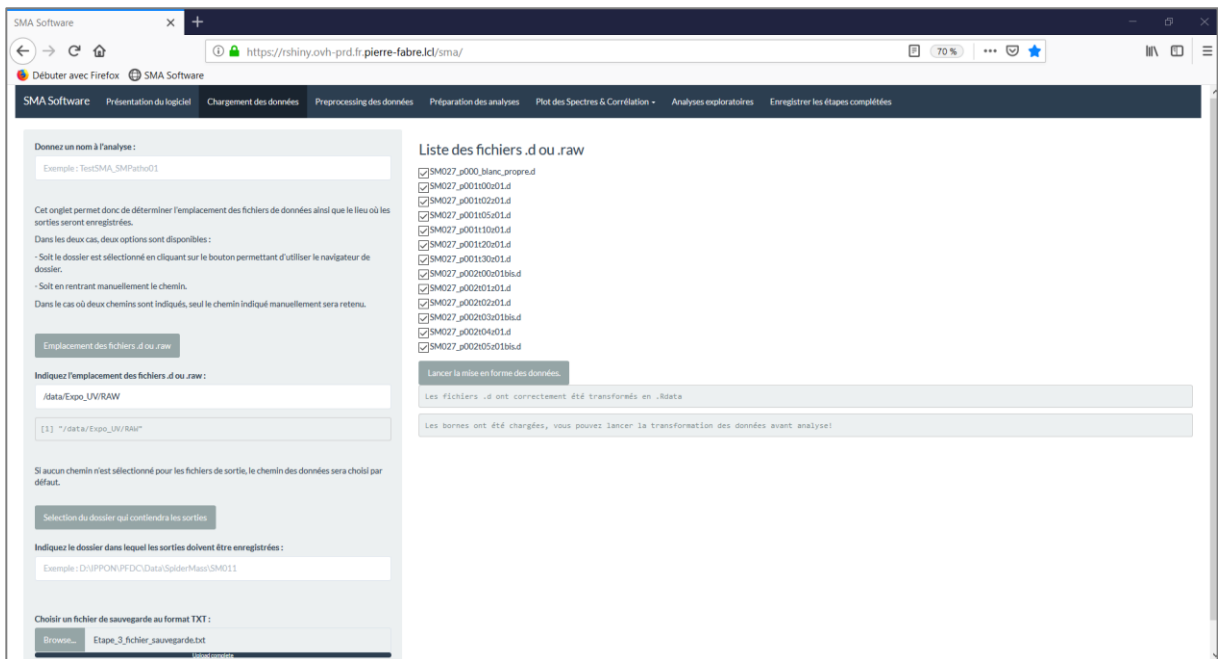 SMA Software
https://rshiny.ovh-prd.fr.pierre-fabre.lcl/sma/
70 %
Débuter avec Firefox SMA Software
SMA Software Présentation du logiciel Chargement des données Preprocessing des données Préparation des analyses Plot des Spectres & Corrélation Analyses exploratoires Enregistrer les étapes complétées
Donnez un nom à l'analyse :
Exemple : TestSMA_SMPatho01
Cet onglet permet donc de déterminer l'emplacement des fichiers de données ainsi que le lieu où les
sorties seront enregistrées.
Dans les deux cas, deux options sont disponibles :
- Soit le dossier est sélectionné en cliquant sur le bouton permettant d'utiliser le navigateur de
dossier.
- Soit en rentrant manuellement le chemin.
Dans le cas où deux chemins sont indiqués, seul le chemin indiqué manuellement sera retenu.
Emplacement des fichiers .d ou .raw
Indiquez l'emplacement des fichiers .d ou .raw :
/data/Expo_UV/RAW
[1] "/data/Expo_UV/RAW"
Si aucun chemin n'est sélectionné pour les fichiers de sortie, le chemin des données sera choisi par
défaut.
Selection du dossier qui contiendra les sorties
Indiquez le dossier dans lequel les sorties doivent être enregistrées :
Exemple : D:\IPPON\PFDC\Data\SpiderMass\SM011
Choisir un fichier de sauvegarde au format TXT :
Browse... Etape_3_fichier_sauvegarde.txt
Upload complete
Liste des fichiers .d ou .raw
SM027_p000_blanc_propre.d
SM027_p001t00z01.d
SM027_p001t02z01.d
SM027_p001t05z01.d
SM027_p001t10z01.d
SM027_p001t20z01.d
SM027_p001t30z01.d
SM027_p002t00z01bis.d
SM027_p002t01z01.d
SM027_p002t02z01.d
SM027_p002t03z01bis.d
SM027_p002t04z01.d
SM027_p002t05z01bis.d
Lancer la mise en forme des données.
Les fichiers .d ont correctement été transformés en .Rdata
Les bornes ont été chargées, vous pouvez lancer la transformation des données avant analyse!